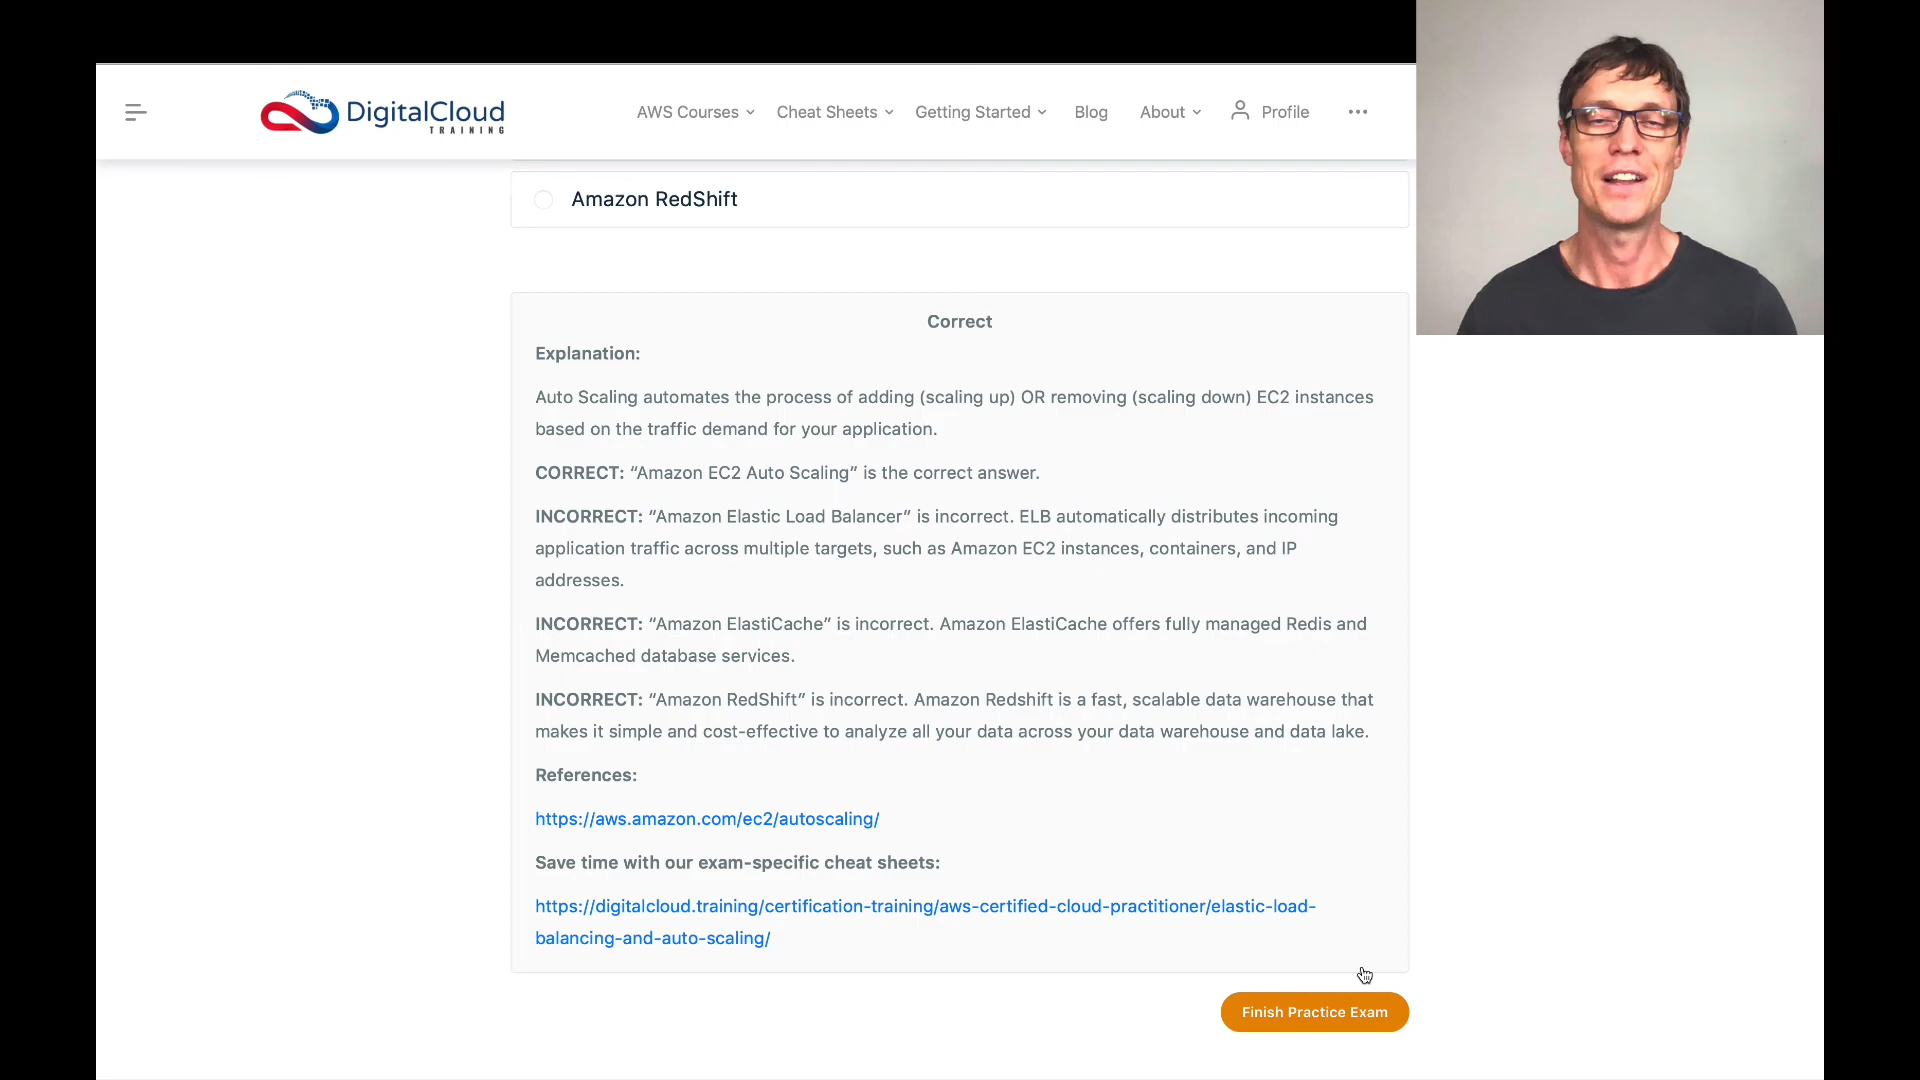 DigitalCloud
TRAINING
AWS Courses Cheat Sheets Getting Started Blog About Profile
Amazon RedShift
Correct
Explanation:
Auto Scaling automates the process of adding (scaling up) OR removing (scaling down) EC2 instances
based on the traffic demand for your application.
CORRECT: “Amazon EC2 Auto Scaling” is the correct answer.
INCORRECT: “Amazon Elastic Load Balancer” is incorrect. ELB automatically distributes incoming
application traffic across multiple targets, such as Amazon EC2 instances, containers, and IP
addresses.
INCORRECT: “Amazon ElastiCache” is incorrect. Amazon ElastiCache offers fully managed Redis and
Memcached database services.
INCORRECT: “Amazon RedShift” is incorrect. Amazon Redshift is a fast, scalable data warehouse that
makes it simple and cost-effective to analyze all your data across your data warehouse and data lake.
References:
https://aws.amazon.com/ec2/autoscaling/
Save time with our exam-specific cheat sheets:
https://digitalcloud.training/certification-training/aws-certified-cloud-practitioner/elastic-load-
balancing-and-auto-scaling/
Finish Practice Exam